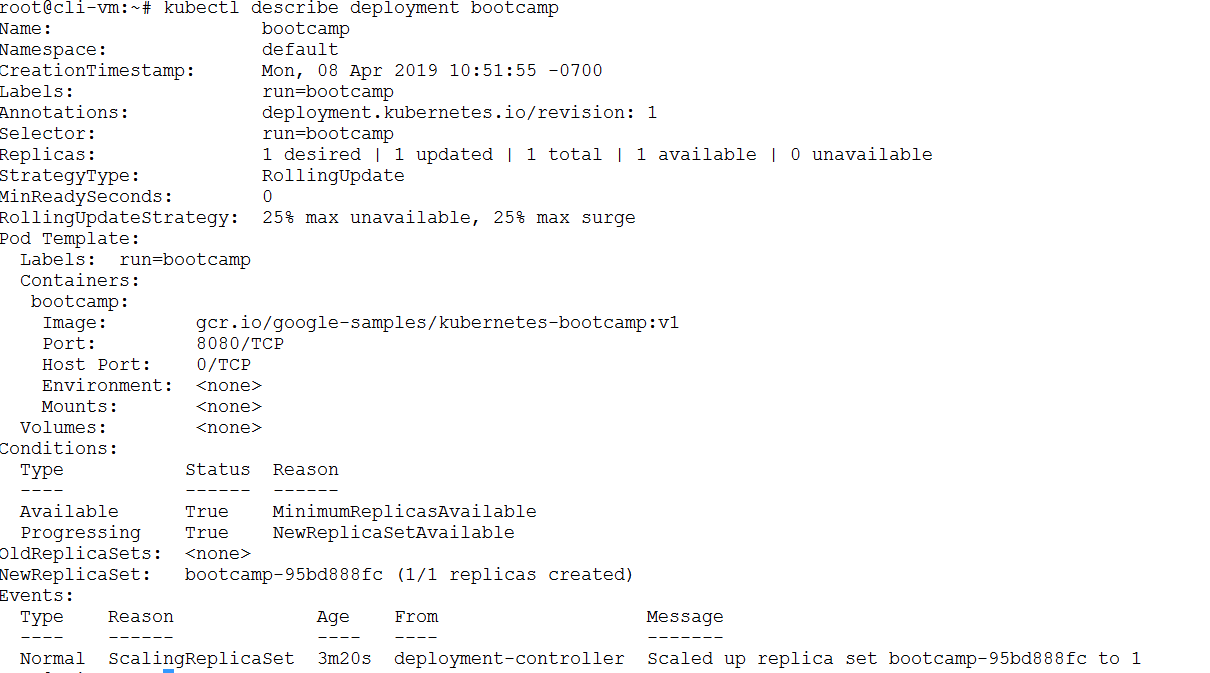 root@cli-vm:~# kubectl describe deployment bootcamp
Name:                   bootcamp
Namespace:              default
CreationTimestamp:      Mon, 08 Apr 2019 10:51:55 -0700
Labels:                 run=bootcamp
Annotations:            deployment.kubernetes.io/revision: 1
Selector:               run=bootcamp
Replicas:               1 desired | 1 updated | 1 total | 1 available | 0 unavailable
StrategyType:           RollingUpdate
MinReadySeconds:        0
RollingUpdateStrategy:  25% max unavailable, 25% max surge
Pod Template:
  Labels:  run=bootcamp
  Containers:
   bootcamp:
    Image:        gcr.io/google-samples/kubernetes-bootcamp:v1
    Port:         8080/TCP
    Host Port:    0/TCP
    Environment:  <none>
    Mounts:       <none>
  Volumes:        <none>
Conditions:
  Type           Status  Reason
  ----           ------  ------
  Available      True    MinimumReplicasAvailable
  Progressing    True    NewReplicaSetAvailable
OldReplicaSets:  <none>
NewReplicaSet:   bootcamp-95bd888fc (1/1 replicas created)
Events:
  Type    Reason             Age    From                   Message
  ----    ------             ----   ----                   -------
  Normal  ScalingReplicaSet  3m20s  deployment-controller  Scaled up replica set bootcamp-95bd888fc to 1